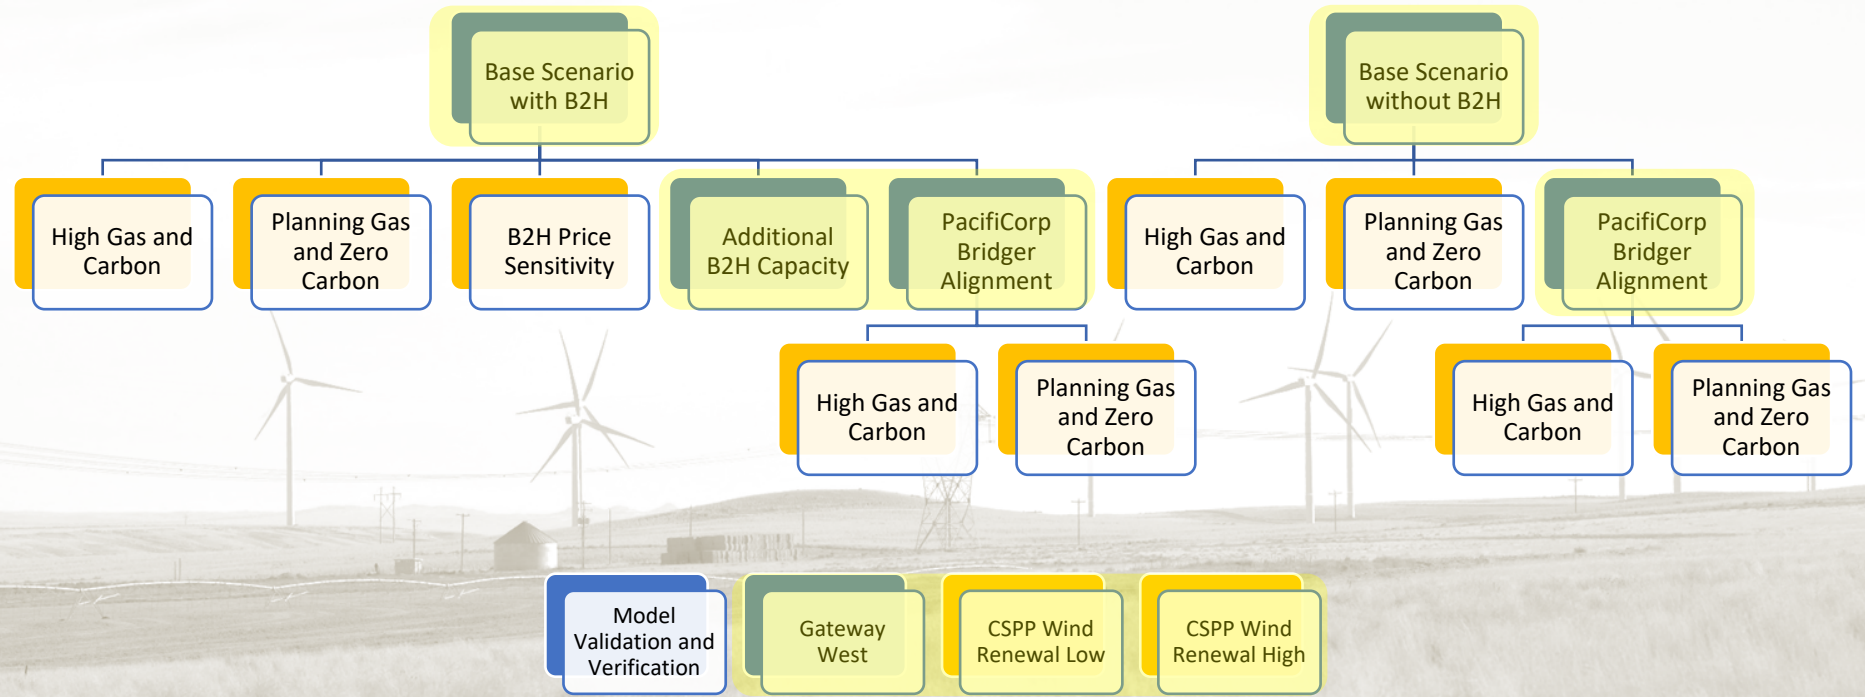 Base Scenario
with B2H
Base Scenario
without B2H
High Gas and
Carbon
Planning Gas
and Zero
Carbon
B2H Price
Sensitivity
Additional
B2H Capacity
PacifiCorp
Bridger
Alignment
High Gas and
Carbon
Planning Gas
and Zero
Carbon
PacifiCorp
Bridger
Alignment
High Gas and
Carbon
Planning Gas
and Zero
Carbon
High Gas and
Carbon
Planning Gas
and Zero
Carbon
Model
Validation and
Verification
Gateway
West
CSPP Wind
Renewal Low
CSPP Wind
Renewal High